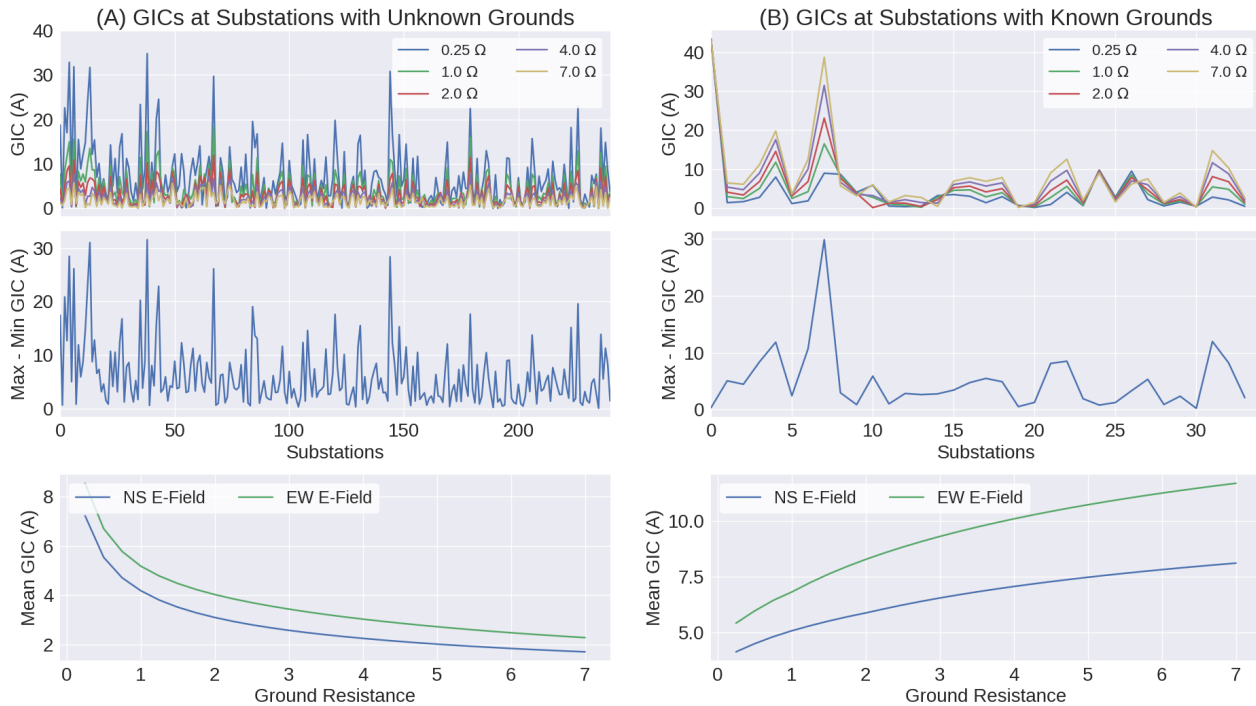 (A) GICs at Substations with Unknown Grounds
GIC (A)
40
30
20
10
0
0.25 Ω
1.0 Ω
2.0 Ω
4.0 Ω
7.0 Ω
Max - Min GIC (A)
30
20
10
0
0 50 100 150 200
Substations
Mean GIC (A)
8
6
4
2
NS E-Field EW E-Field
0 1 2 3 4 5 6 7
Ground Resistance
(B) GICs at Substations with Known Grounds
GIC (A)
40
30
20
10
0
0.25 Ω
1.0 Ω
2.0 Ω
4.0 Ω
7.0 Ω
Max - Min GIC (A)
30
20
10
0
0 5 10 15 20 25 30
Substations
Mean GIC (A)
10.0
7.5
5.0
NS E-Field EW E-Field
0 1 2 3 4 5 6 7
Ground Resistance